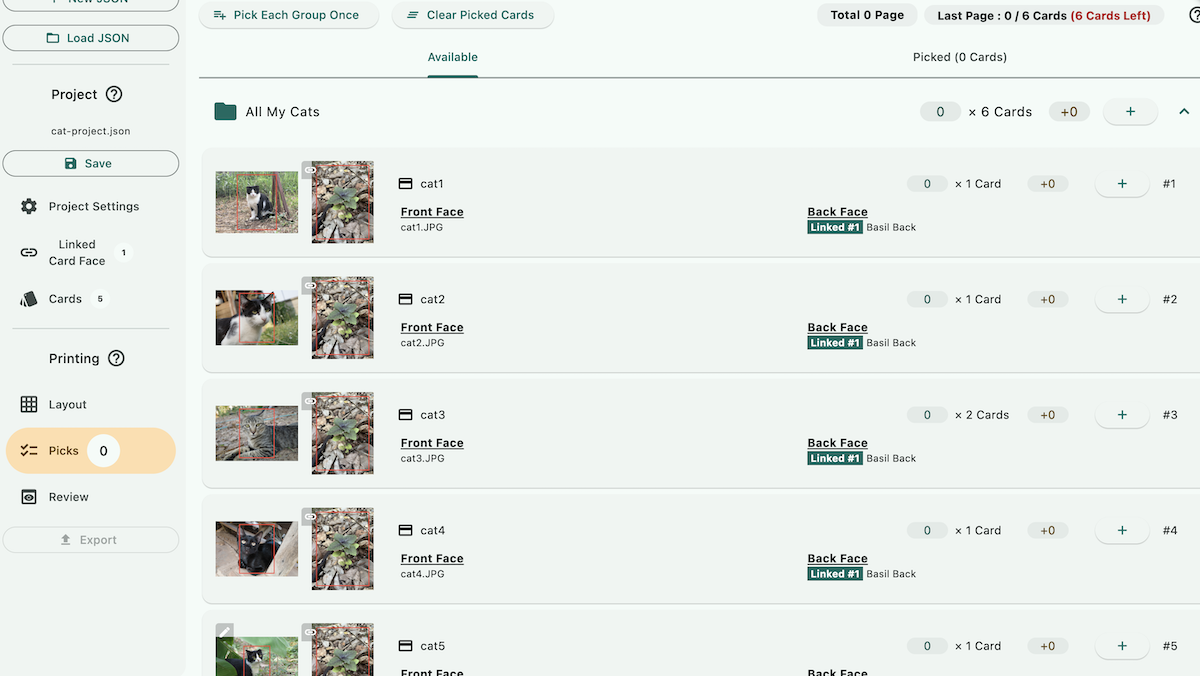 New JSON
Load JSON
Project
cat-project.json
Save
Project Settings
Linked
Card Face
1
Cards
5
Printing
Layout
Picks
0
Review
Export
Pick Each Group Once
Clear Picked Cards
Total 0 Page
Last Page : 0 / 6 Cards (6 Cards Left)
Available
Picked (0 Cards)
All My Cats
0
× 6 Cards
+0
+
cat1
Front Face
cat1.JPG
Back Face
Linked #1 Basil Back
0
× 1 Card
+0
+
#1
cat2
Front Face
cat2.JPG
Back Face
Linked #1 Basil Back
0
× 1 Card
+0
+
#2
cat3
Front Face
cat3.JPG
Back Face
Linked #1 Basil Back
0
× 2 Cards
+0
+
#3
cat4
Front Face
cat4.JPG
Back Face
Linked #1 Basil Back
0
× 1 Card
+0
+
#4
cat5
Front Face
Back Face
0
× 1 Card
+0
+
#5